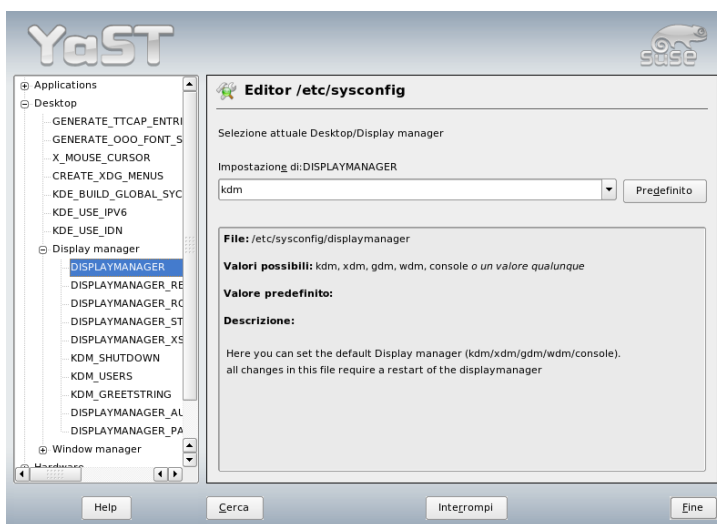 YaST
SUSE
Applications
Desktop
GENERATE_TTCAP_ENTRI
GENERATE_OOO_FONT_S
X_MOUSE_CURSOR
CREATE_XDG_MENUS
KDE_BUILD_GLOBAL_SYC
KDE_USE_IPV6
KDE_USE_IDN
Display manager
DISPLAYMANAGER
DISPLAYMANAGER_RE
DISPLAYMANAGER_RO
DISPLAYMANAGER_ST
DISPLAYMANAGER_XS
KDM_SHUTDOWN
KDM_USERS
KDM_GREETSTRING
DISPLAYMANAGER_AU
DISPLAYMANAGER_PA
Window manager
Hardware
Editor /etc/sysconfig
Selezione attuale Desktop/Display manager
Impostazione di:DISPLAYMANAGER
kdm
Predefinito
File: /etc/sysconfig/displaymanager
Valori possibili: kdm, xdm, gdm, wdm, console o un valore qualunque
Valore predefinito:
Descrizione:
Here you can set the default Display manager (kdm/xdm/gdm/wdm/console).
all changes in this file require a restart of the displaymanager
Help
Cerca
Interrompi
Fine